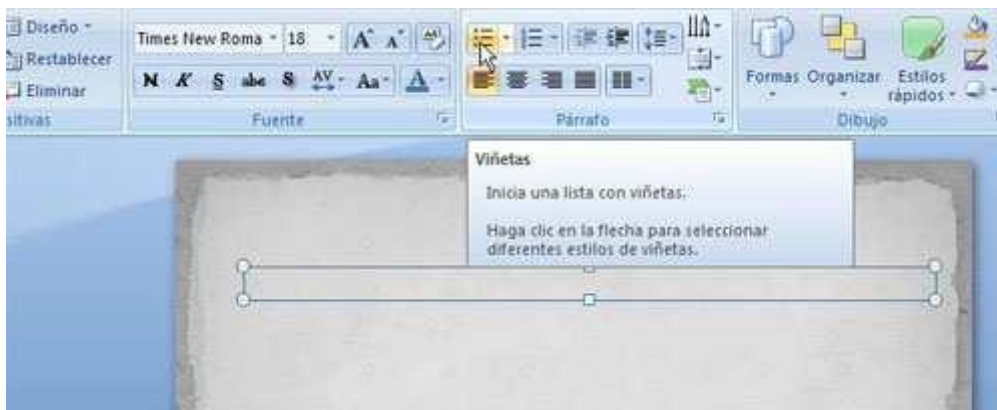 Diseño
Restablecer
Eliminar
Times New Roma 18 A A
N K S abc S AV Aa A
Formas Organizar Estilos rápidos
Fuente Párrafo Dibujo
Viñetas
Inicia una lista con viñetas.
Haga clic en la flecha para seleccionar
diferentes estilos de viñetas.